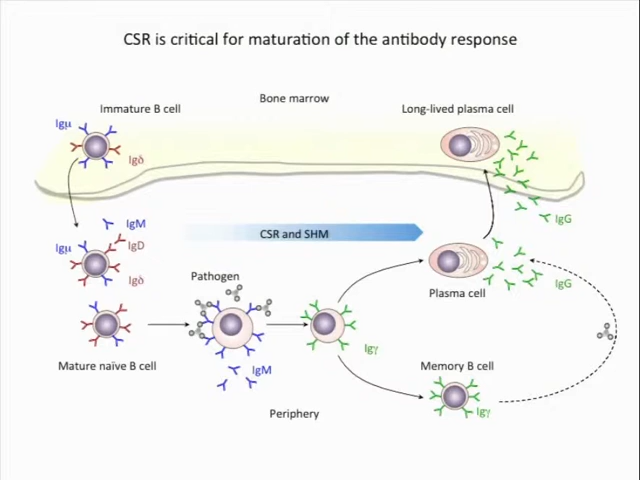 CSR is critical for maturation of the antibody response
Immature B cell
Bone marrow
Long-lived plasma cell
Igμ
Igδ
IgG
IgM
Igμ
IgD
Igδ
CSR and SHM
Pathogen
Plasma cell
IgG
Igγ
Mature naïve B cell
IgM
Memory B cell
Periphery
Igγ